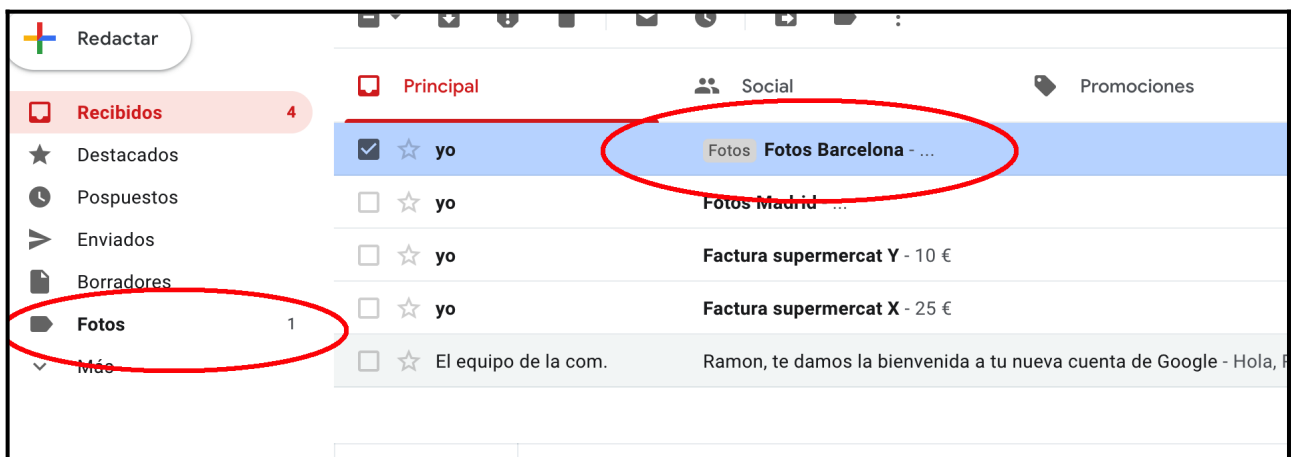 Redactar
Principal Social Promociones
Recibidos 4
Destacados
Pospuestos
Enviados
Borradores
Fotos 1
Más
yo Fotos Fotos Barcelona - ...
yo Fotos Madrid - ...
yo Factura supermercat Y - 10 €
yo Factura supermercat X - 25 €
El equipo de la com. Ramon, te damos la bienvenida a tu nueva cuenta de Google - Hola,